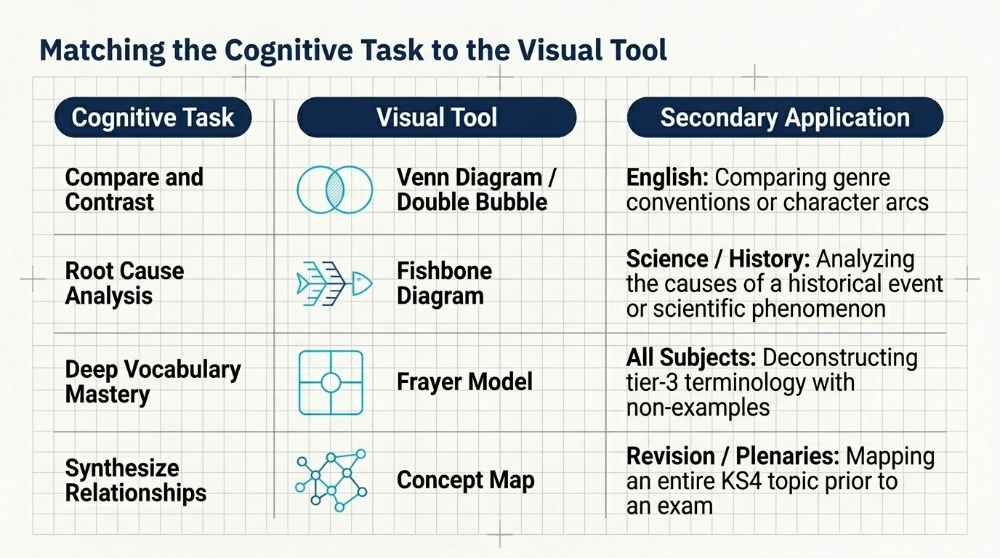 Matching the Cognitive Task to the Visual Tool
Cognitive Task
Visual Tool
Secondary Application
Compare and
Contrast
Venn Diagram /
Double Bubble
English: Comparing genre
conventions or character arcs
Root Cause
Analysis
Fishbone
Diagram
Science / History: Analyzing
the causes of a historical event
or scientific phenomenon
Deep Vocabulary
Mastery
Frayer Model
All Subjects: Deconstructing
tier-3 terminology with
non-examples
Synthesize
Relationships
Concept Map
Revision / Plenaries: Mapping
an entire KS4 topic prior to
an exam